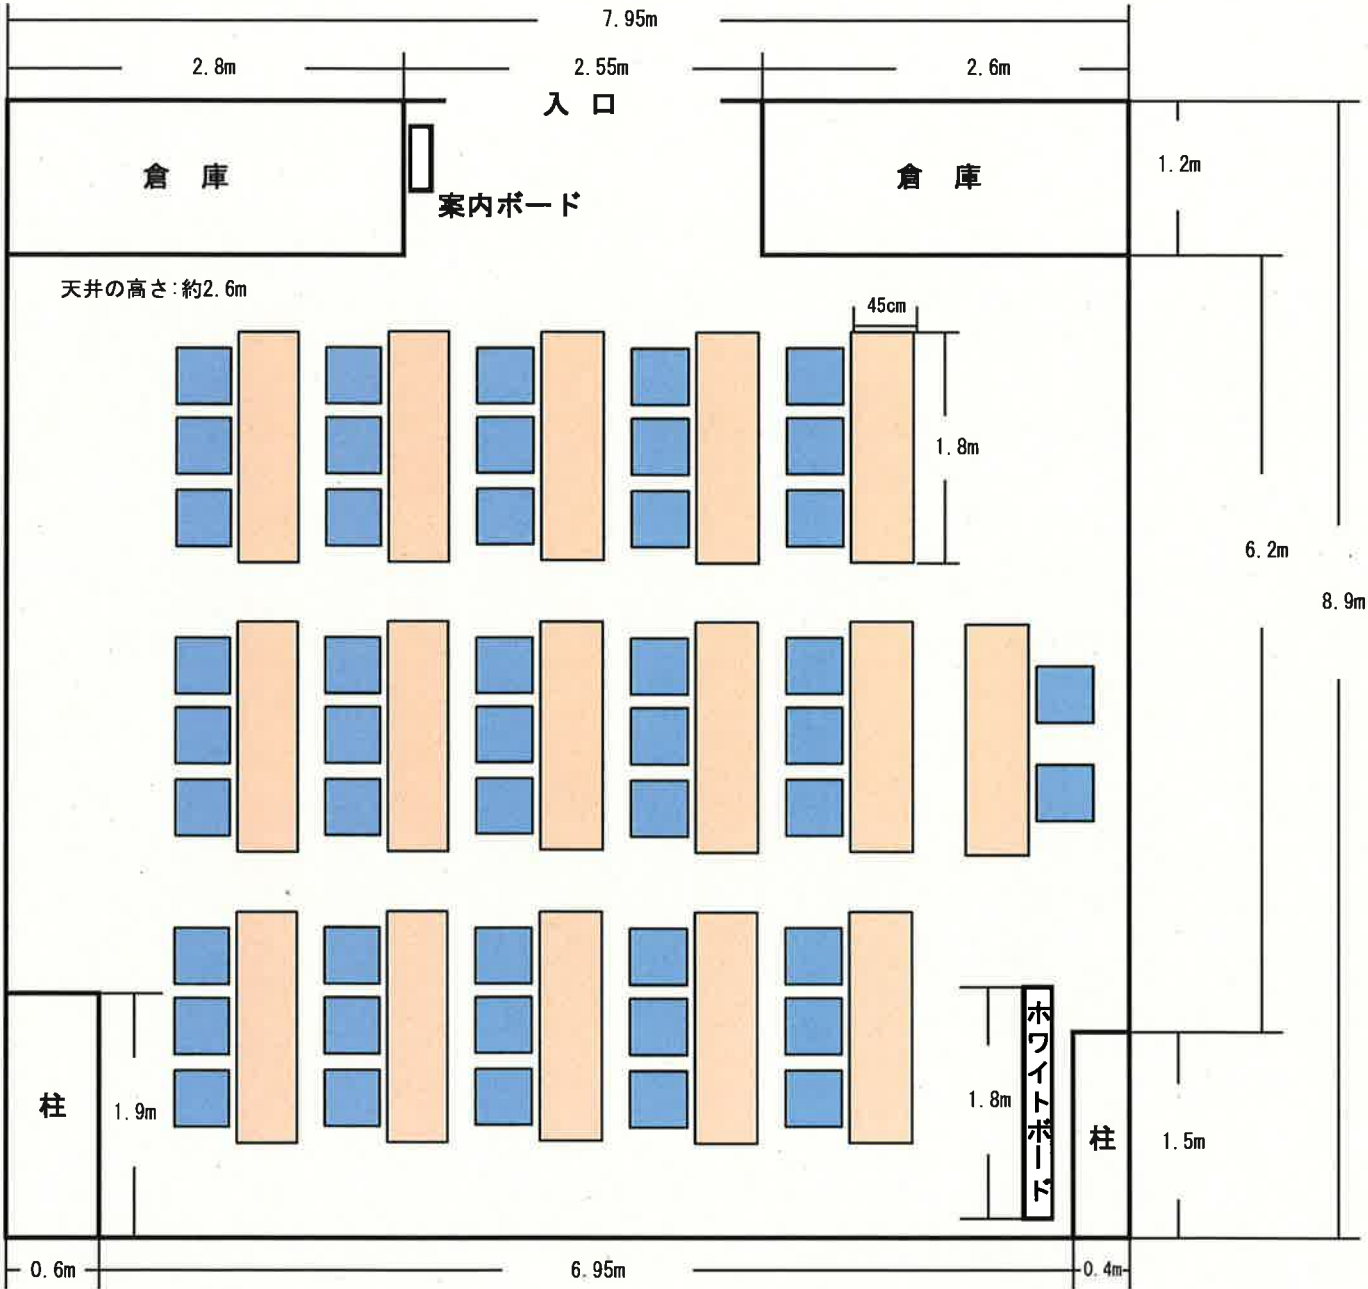 7.95m
2.8m
2.55m
2.6m
入口
倉庫
倉庫
1.2m
案内ボード
天井の高さ:約2.6m
45cm
1.8m
6.2m
8.9m
ホワイトボード
柱
1.9m
1.8m
柱
1.5m
0.6m
6.95m
0.4m